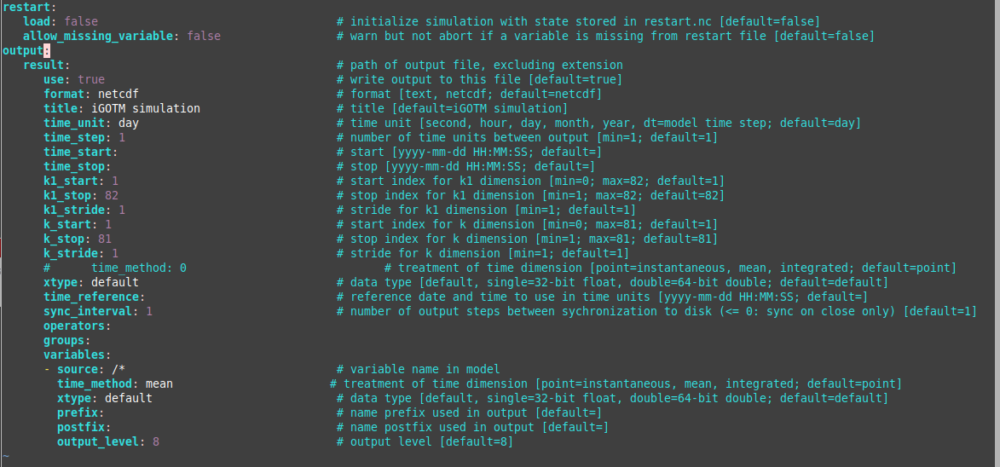 restart:
   load: false                                   # initialize simulation with state stored in restart.nc [default=false]
   allow_missing_variable: false                 # warn but not abort if a variable is missing from restart file [default=false]
output:
   result:                                       # path of output file, excluding extension
      use: true                                  # write output to this file [default=true]
      format: netcdf                             # format [text, netcdf; default=netcdf]
      title: iGOTM simulation                    # title [default=iGOTM simulation]
      time_unit: day                             # time unit [second, hour, day, month, year, dt=model time step; default=day]
      time_step: 1                               # number of time units between output [min=1; default=1]
      time_start:                                # start [yyyy-mm-dd HH:MM:SS; default=]
      time_stop:                                 # stop [yyyy-mm-dd HH:MM:SS; default=]
      k1_start: 1                                # start index for k1 dimension [min=0; max=82; default=1]
      k1_stop: 82                                # stop index for k1 dimension [min=1; max=82; default=82]
      k1_stride: 1                               # stride for k1 dimension [min=1; default=1]
      k_start: 1                                 # start index for k dimension [min=0; max=81; default=1]
      k_stop: 81                                 # stop index for k dimension [min=1; max=81; default=81]
      k_stride: 1                                # stride for k dimension [min=1; default=1]
      #      time_method: 0                             # treatment of time dimension [point=instantaneous, mean, integrated; default=point]
      xtype: default                             # data type [default, single=32-bit float, double=64-bit double; default=default]
      time_reference:                            # reference date and time to use in time units [yyyy-mm-dd HH:MM:SS; default=]
      sync_interval: 1                           # number of output steps between sychronization to disk (<= 0: sync on close only) [default=1]
      operators:
      groups:
      variables:
      - source: /*                               # variable name in model
        time_method: mean                       # treatment of time dimension [point=instantaneous, mean, integrated; default=point]
        xtype: default                           # data type [default, single=32-bit float, double=64-bit double; default=default]
        prefix:                                  # name prefix used in output [default=]
        postfix:                                 # name postfix used in output [default=]
        output_level: 8                          # output level [default=8]
~